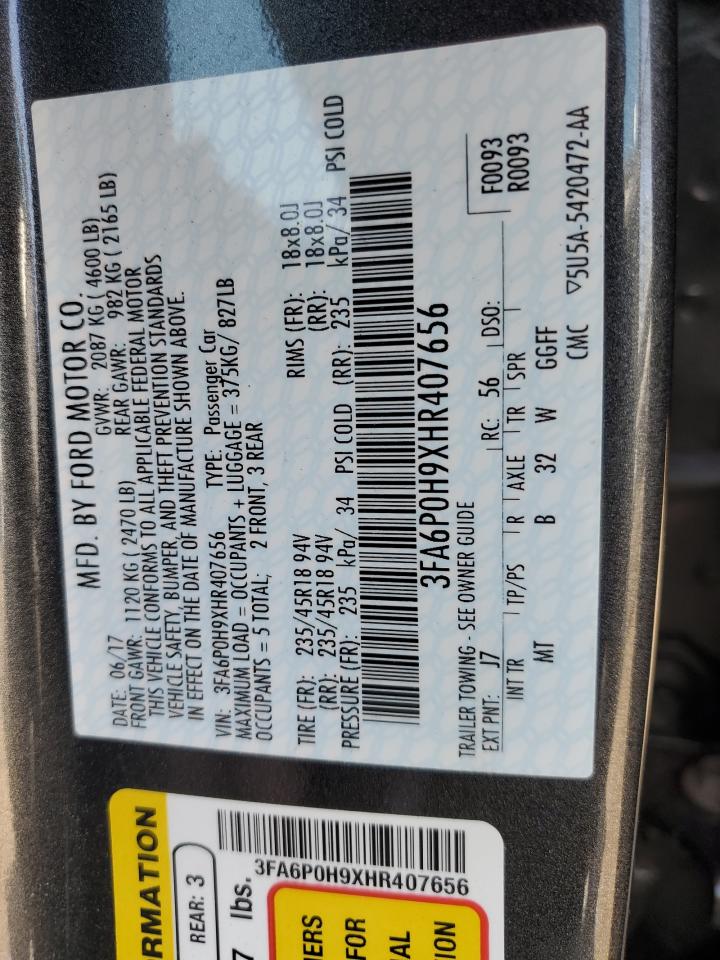 MFD. BY FORD MOTOR CO.
DATE: 06/17 GVWR: 2087 KG ( 4600 LB)
FRONT GAWR: 1120 KG ( 2470 LB) REAR GAWR: 982 KG ( 2165 LB)
THIS VEHICLE CONFORMS TO ALL APPLICABLE FEDERAL MOTOR
VEHICLE SAFETY, BUMPER, AND THEFT PREVENTION STANDARDS
IN EFFECT ON THE DATE OF MANUFACTURE SHOWN ABOVE.
VIN: 3FA6P0H9XHR407656 TYPE: Passenger Car
MAXIMUM LOAD = OCCUPANTS + LUGGAGE = 375KG/ 827LB
OCCUPANTS = 5 TOTAL; 2 FRONT, 3 REAR
TIRE (FR): 235/45R18 94V RIMS (FR): 18x8.0J
(RR): 235/45R18 94V (RR): 18x8.0J
PRESSURE (FR): 235 kPa/ 34 PSI COLD (RR): 235 kPa/ 34 PSI COLD
3FA6P0H9XHR407656
TRAILER TOWING - SEE OWNER GUIDE
F0093
EXT PNT: J7 RC: 56 DSO: R0093
INT TR TP/PS R AXLE TR SPR
MT B 32 W GGFF
CMC ▽5U5A-5420472-AA
RMATION
REAR: 3
7 lbs.
3FA6P0H9XHR407656
NERS
FOR
AL
ION